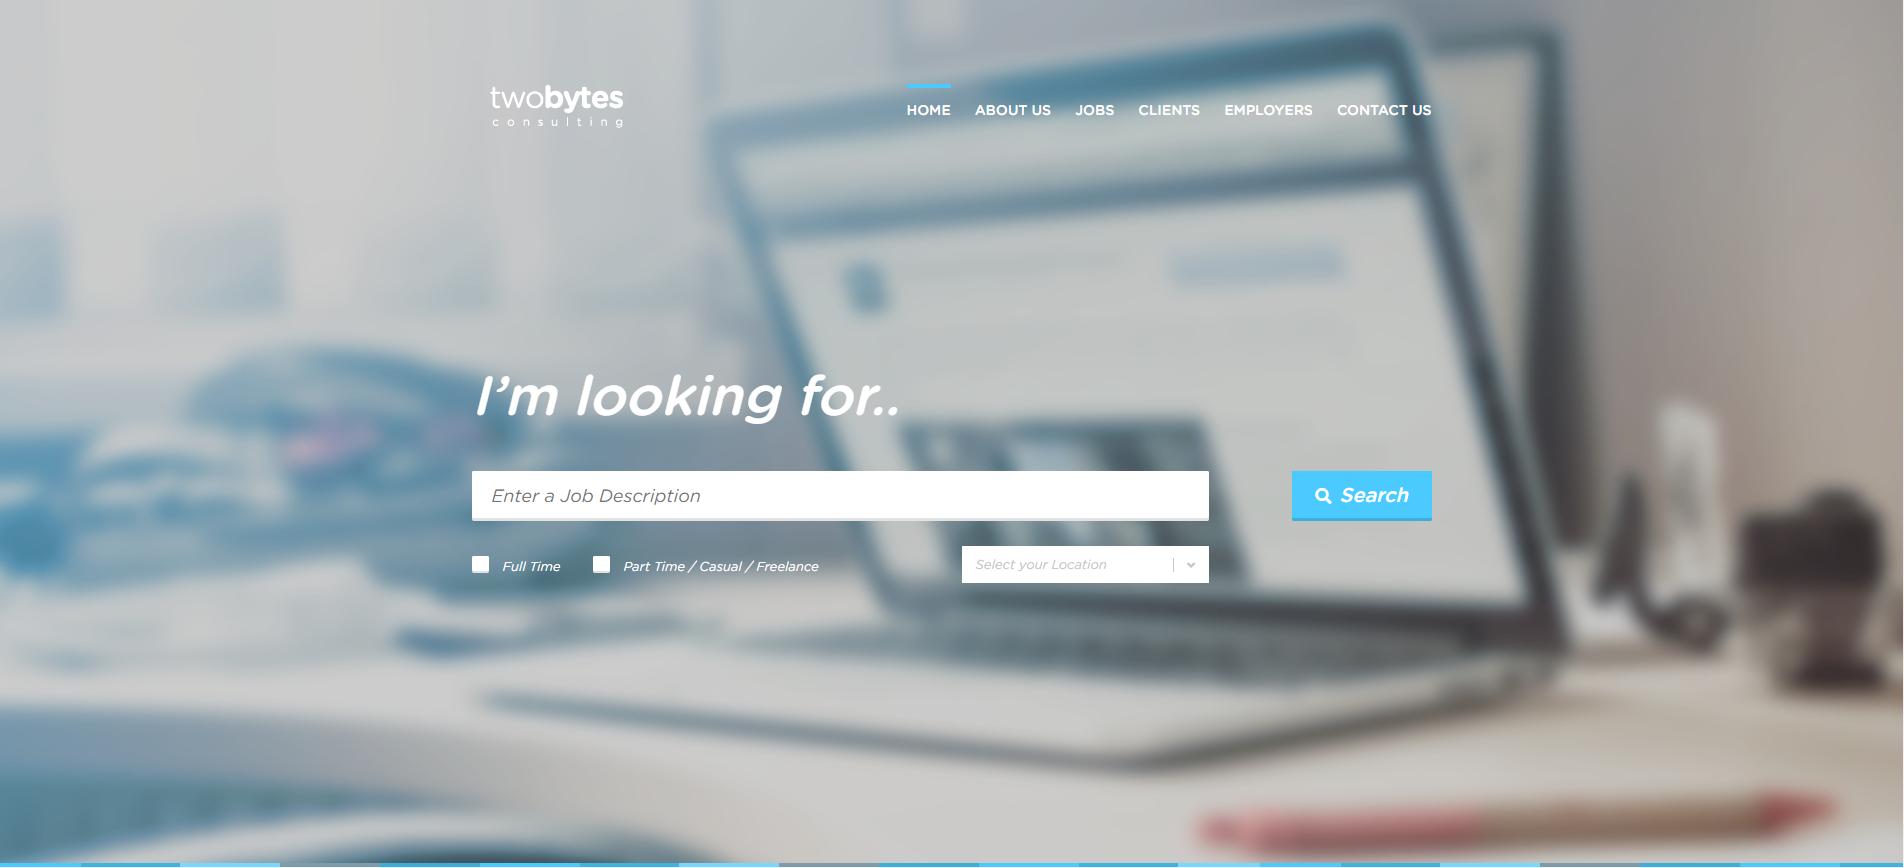 twobytes
consulting
HOME ABOUT US JOBS CLIENTS EMPLOYERS CONTACT US
I'm looking for..
Enter a Job Description
Search
Full Time
Part Time / Casual / Freelance
Select your Location